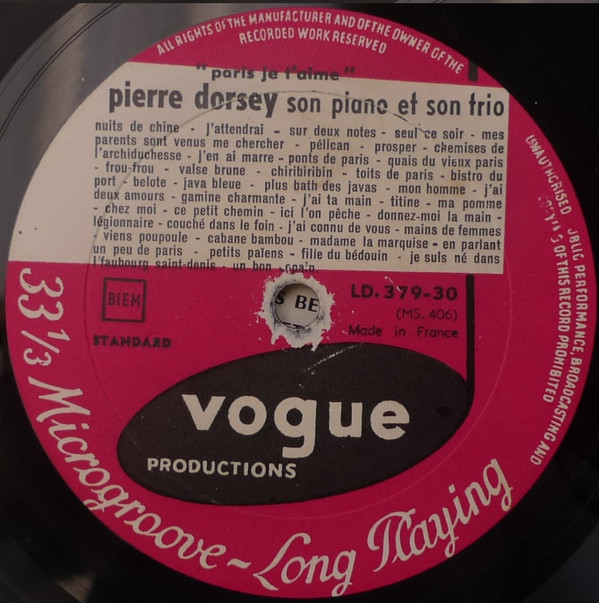 ALL RIGHTS OF THE MANUFACTURER AND OF THE OWNER OF THE
RECORDED WORK RESERVED
"paris je t'aime"
pierre dorsey son piano et son trio
nuits de chine - j'attendrai - sur deux notes - seul ce soir - mes
parents sont venus me chercher - pélican - prosper - chemises de
l'archiduchesse - j'en ai marre - ponts de paris - quais du vieux paris
- frou-frou - valse brune - chiribiribin - toits de paris - bistro du
port - belote - java bleue - plus bath des javas - mon homme - j'ai
deux amours - gamine charmante - j'ai ta main - titine - ma pomme
- chez moi - ce petit chemin - ici l'on pêche - donnez-moi la main -
légionnaire - couché dans le foin - j'ai connu de vous - mains de femmes
- viens poupoule - cabane bambou - madame la marquise - en parlant
un peu de paris - petits païens - fille du bédouin - je suis né dans
l'faubourg saint-denis - un bon
UNAUTHORISED PERFORMANCE, BROADCASTING AND
OF THIS RECORD PROHIBITED
BIEM
STANDARD
S BE
LD. 379-30
(MS. 406)
Made in France
vogue
PRODUCTIONS
33 1/3 Microgroove - Long Playing